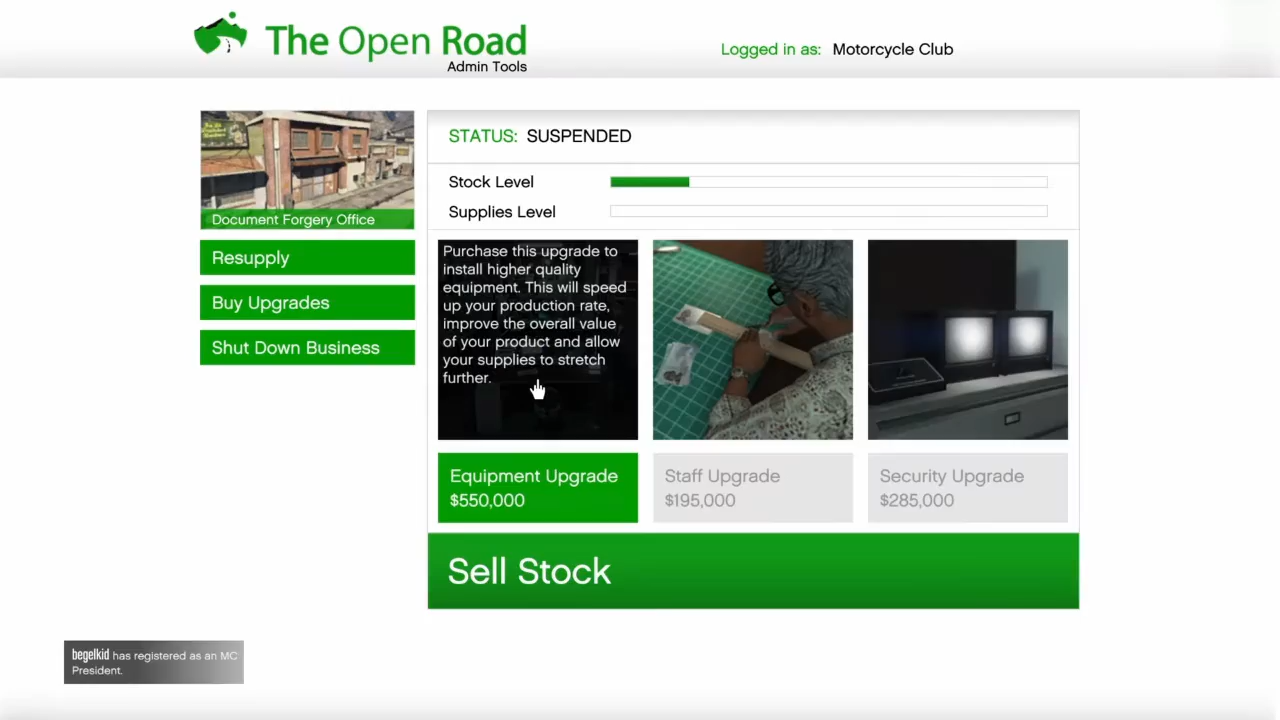 The Open Road
Admin Tools
Logged in as: Motorcycle Club
Document Forgery Office
Resupply
Buy Upgrades
Shut Down Business
STATUS: SUSPENDED
Stock Level
Supplies Level
Purchase this upgrade to
install higher quality
equipment. This will speed
up your production rate,
improve the overall value
of your product and allow
your supplies to stretch
further.
Equipment Upgrade
$550,000
Staff Upgrade
$195,000
Security Upgrade
$285,000
Sell Stock
begelkid has registered as an MC
President.